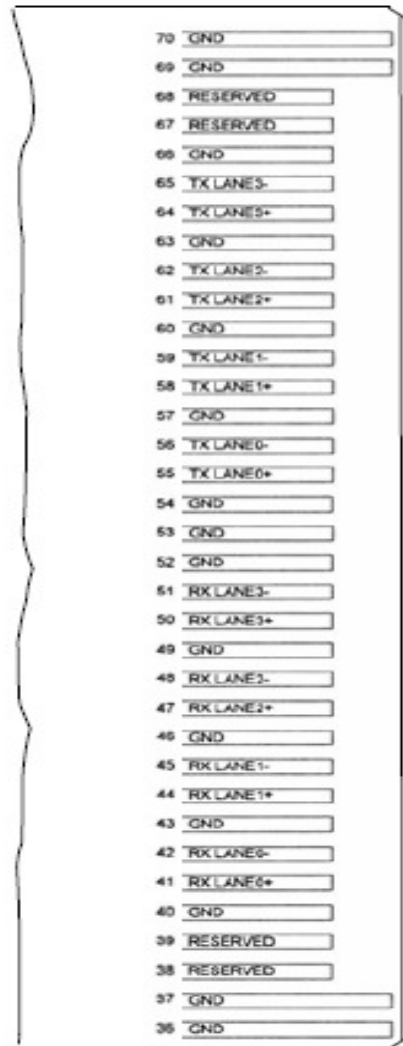 70 GND
69 GND
68 RESERVED
67 RESERVED
66 GND
65 TX LANE3-
64 TX LANE3+
63 GND
62 TX LANE2-
61 TX LANE2+
60 GND
59 TX LANE1-
58 TX LANE1+
57 GND
56 TX LANE0-
55 TX LANE0+
54 GND
53 GND
52 GND
51 RX LANE3-
50 RX LANE3+
49 GND
48 RX LANE2-
47 RX LANE2+
46 GND
45 RX LANE1-
44 RX LANE1+
43 GND
42 RX LANE0-
41 RX LANE0+
40 GND
39 RESERVED
38 RESERVED
37 GND
36 GND